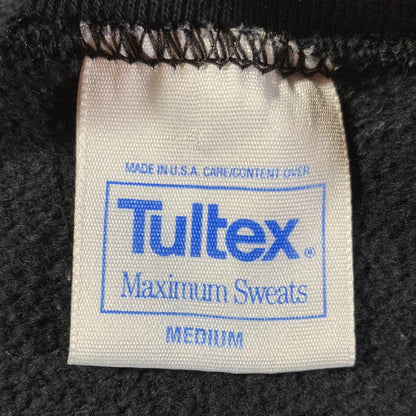 MADE IN U.S.A. CARE/CONTENT OVER
Tultex®
Maximum Sweats
MEDIUM